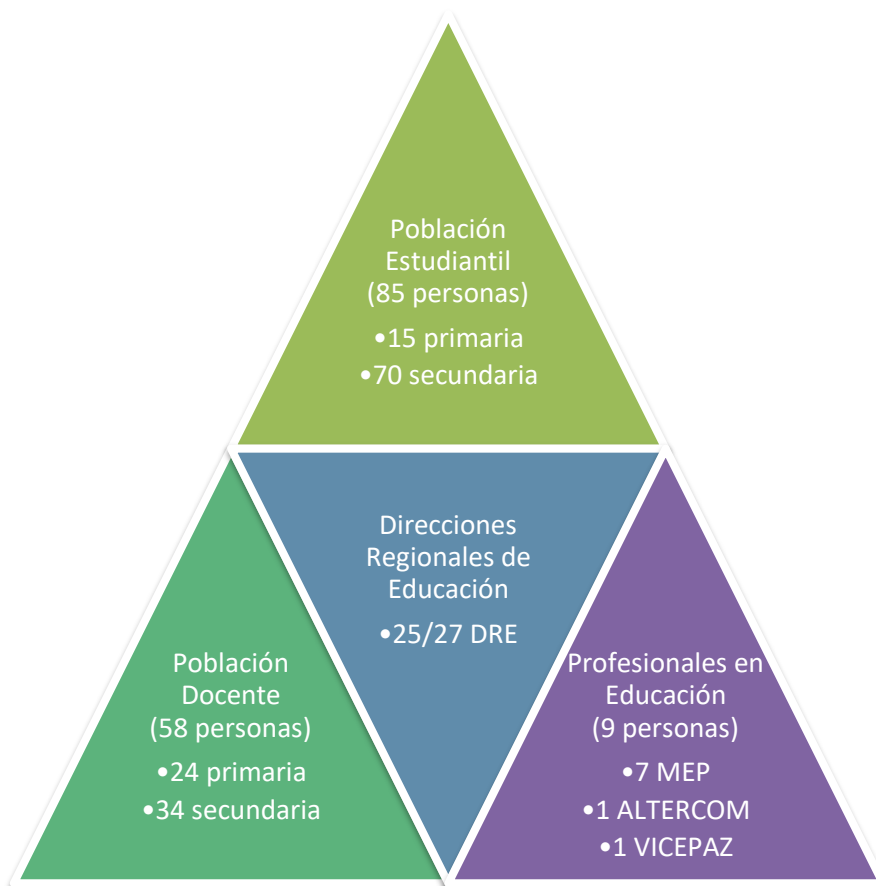 Población
Estudiantil
(85 personas)
•15 primaria
•70 secundaria
Direcciones
Regionales de
Educación
•25/27 DRE
Población
Docente
(58 personas)
•24 primaria
•34 secundaria
Profesionales en
Educación
(9 personas)
•7 MEP
•1 ALTERCOM
•1 VICEPAZ